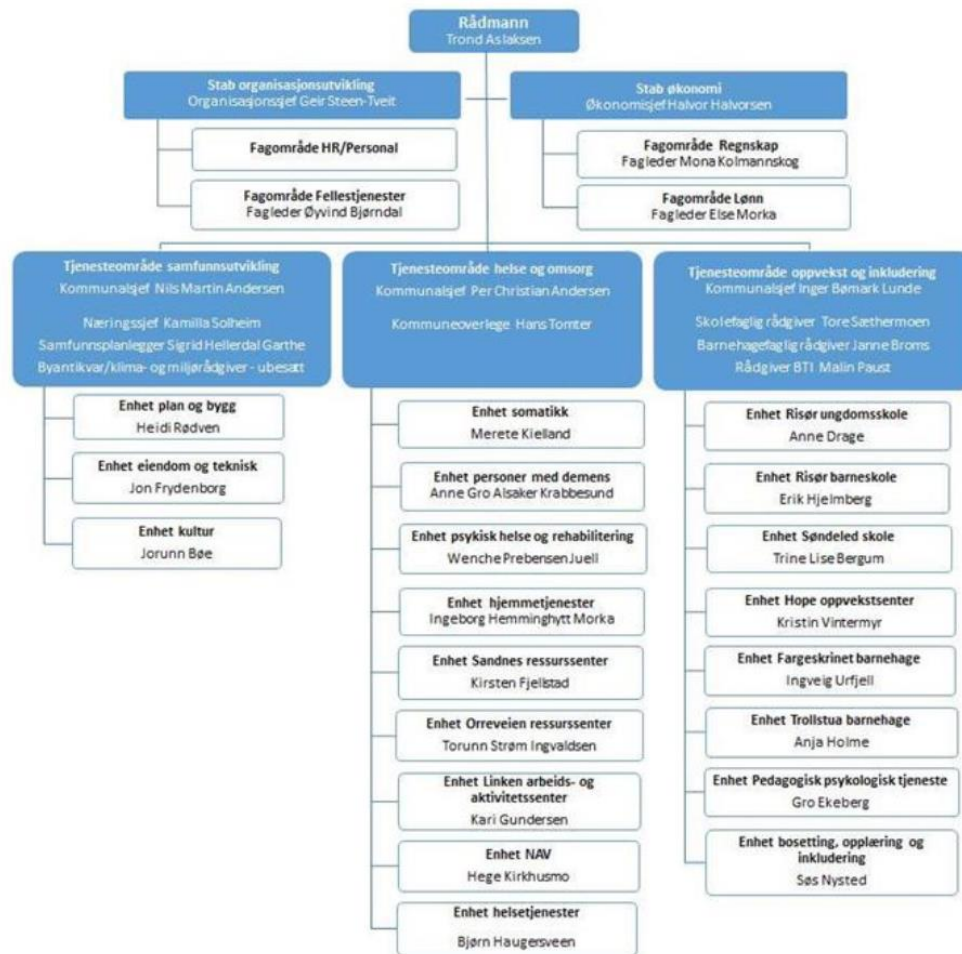 Rådmann
Trond Aslaksen
Stab organisasjonsutvikling
Organisasjonssjef Geir Steen-Tveit
Stab økonomi
Økonomisjef Halvor Halvorsen
Fagområde HR/Personal
Fagområde Fellestjenester
Fagleder Øyvind Bjørndal
Fagområde Regnskap
Fagleder Mona Kolmannskog
Fagområde Lønn
Fagleder Else Morka
Tjenesteområde samfunnsutvikling
Kommunalsjef Nils Martin Andersen
Næringssjef Kamilla Solheim
Samfunnsplanlegger Sigrid Hellerdal Garthe
Byantikvar/klima- og miljørådgiver - ubesatt
Enhet plan og bygg
Heidi Rødven
Enhet eiendom og teknisk
Jon Frydenborg
Enhet kultur
Jorunn Bøe
Tjenesteområde helse og omsorg
Kommunalsjef Per Christian Andersen
Kommuneoverlege Hans Tomter
Enhet somatikk
Merete Kielland
Enhet personer med demens
Anne Gro Alsaker Krabbesund
Enhet psykisk helse og rehabilitering
Wenche Prebensen Juell
Enhet hjemmetjenester
Ingeborg Hemminghytt Morka
Enhet Sandnes ressurssenter
Kirsten Fjellstad
Enhet Orreveien ressurssenter
Torunn Strøm Ingvaldsen
Enhet Linken arbeids- og
aktivitetssenter
Kari Gundersen
Enhet NAV
Hege Kirkhusmo
Enhet helsetjenester
Bjørn Haugersveen
Tjenesteområde oppvekst og inkludering
Kommunalsjef Inger Bømark Lunde
Skolefaglig rådgiver Tore Sæthermoen
Barnehagefaglig rådgiver Janne Broms
Rådgiver BTI Malin Paust
Enhet Risør ungdomsskole
Anne Drage
Enhet Risør barneskole
Erik Hjelmberg
Enhet Søndeled skole
Trine Lise Bergum
Enhet Hope oppvekstsenter
Kristin Vintermyr
Enhet Fargeskrinet barnehage
Ingveig Urfjell
Enhet Trollstua barnehage
Anja Holme
Enhet Pedagogisk psykologisk tjeneste
Gro Ekeberg
Enhet bosetting, opplæring og
inkludering
Søs Nysted